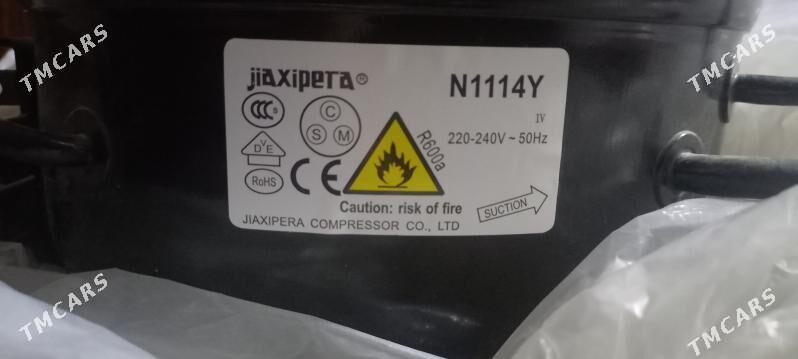 jiaxipera®
N1114Y
CCC S
C
S M
IV
220-240V ~ 50Hz
R600a
D V E
RoHS
CE
Caution: risk of fire
SUCTION
JIAXIPERA COMPRESSOR CO., LTD
TMCARS
TMCARS
TMCARS
TMCARS